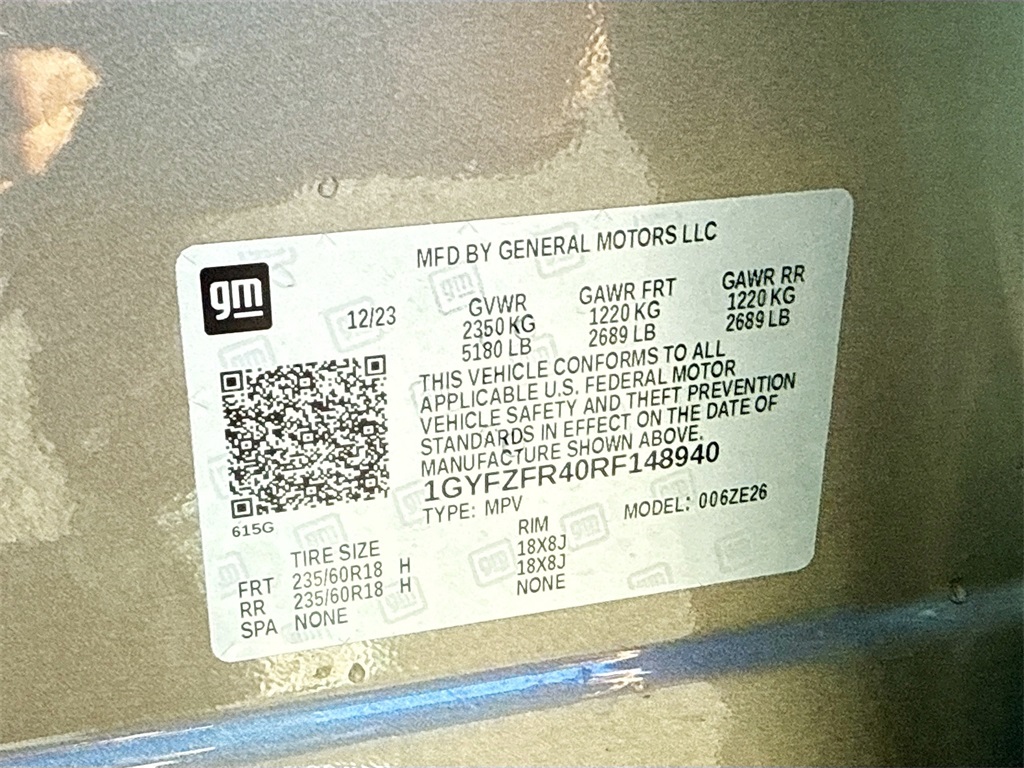 MFD BY GENERAL MOTORS LLC
gm
12/23
GVWR GAWR FRT GAWR RR
2350 KG 1220 KG 1220 KG
5180 LB 2689 LB 2689 LB
THIS VEHICLE CONFORMS TO ALL
APPLICABLE U.S. FEDERAL MOTOR
VEHICLE SAFETY AND THEFT PREVENTION
STANDARDS IN EFFECT ON THE DATE OF
MANUFACTURE SHOWN ABOVE.
1GYFZFR40RF148940
TYPE: MPV MODEL: 006ZE26
615G
TIRE SIZE RIM
FRT 235/60R18 H 18X8J
RR 235/60R18 H 18X8J
SPA NONE NONE